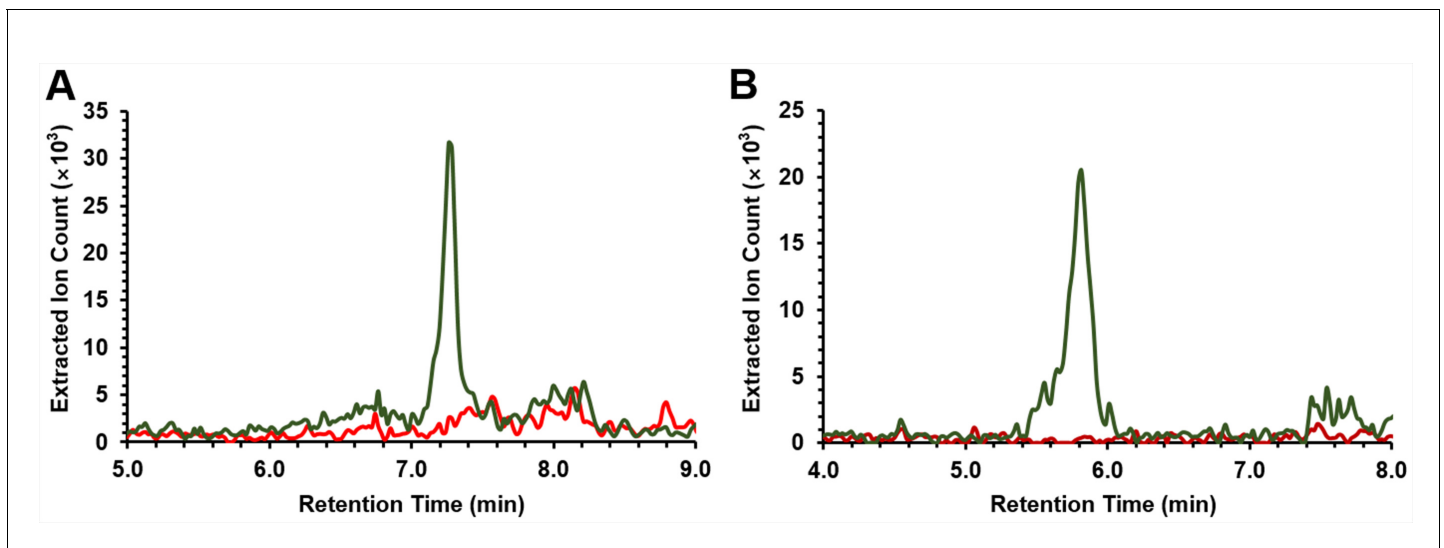 A
Extracted Ion Count (×10³)
35
30
25
20
15
10
5
0
5.0 6.0 7.0 8.0 9.0
Retention Time (min)
B
Extracted Ion Count (×10³)
25
20
15
10
5
0
4.0 5.0 6.0 7.0 8.0
Retention Time (min)